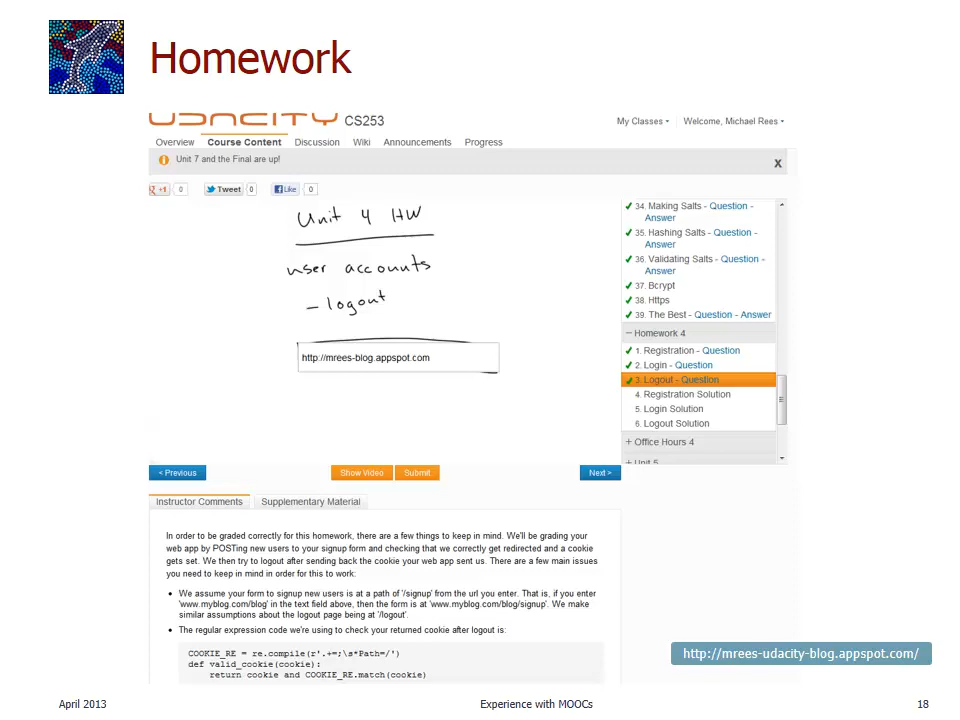 Homework
UDACITY CS253
My Classes Welcome, Michael Rees
Overview Course Content Discussion Wiki Announcements Progress
Unit 7 and the Final are up! X
+1 0 Tweet 0 Like 0
Unit 4 HW
user accounts
- logout
http://mrees-blog.appspot.com
34. Making Salts - Question -
Answer
35. Hashing Salts - Question -
Answer
36. Validating Salts - Question -
Answer
37. Bcrypt
38. Https
39. The Best - Question - Answer
− Homework 4
1. Registration - Question
2. Login - Question
3. Logout - Question
4. Registration Solution
5. Login Solution
6. Logout Solution
+ Office Hours 4
+ Unit 5
< Previous Show Video Submit Next >
Instructor Comments Supplementary Material
In order to be graded correctly for this homework, there are a few things to keep in mind. We'll be grading your
web app by POSTing new users to your signup form and checking that we correctly get redirected and a cookie
gets set. We then try to logout after sending back the cookie your web app sent us. There are a few main issues
you need to keep in mind in order for this to work:
• We assume your form to signup new users is at a path of '/signup' from the url you enter. That is, if you enter
'www.myblog.com/blog' in the text field above, then the form is at 'www.myblog.com/blog/signup'. We make
similar assumptions about the logout page being at '/logout'.
• The regular expression code we're using to check your returned cookie after logout is:
COOKIE_RE = re.compile(r'.+=;\s*Path=/')
def valid_cookie(cookie):
return cookie and COOKIE_RE.match(cookie)
http://mrees-udacity-blog.appspot.com/
April 2013 Experience with MOOCs 18